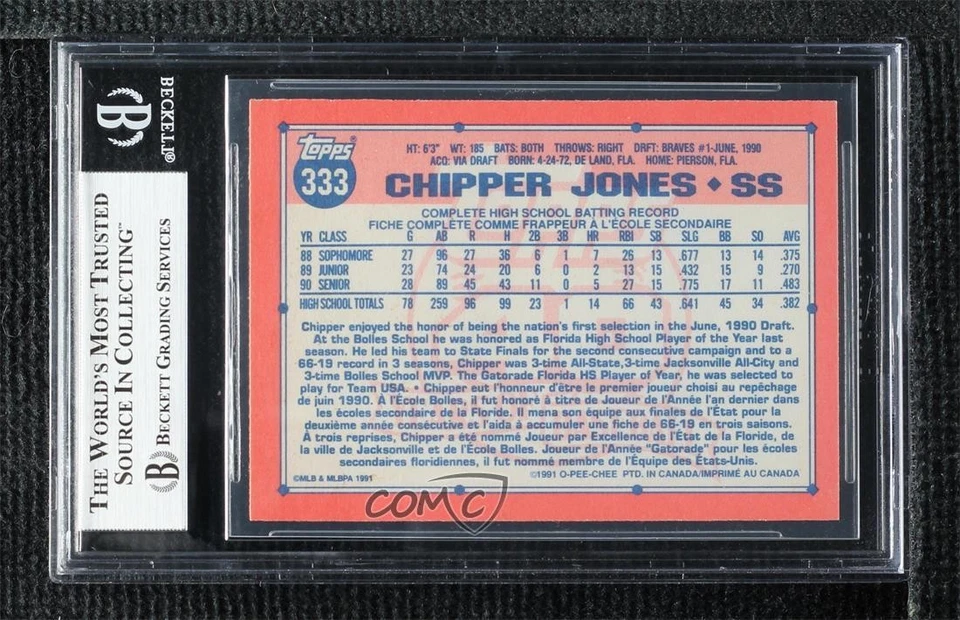 BECKETT®
B
THE WORLD'S MOST TRUSTED
SOURCE IN COLLECTING™
B BECKETT GRADING SERVICES
Topps
333
HT: 6'3" WT: 185 BATS: BOTH THROWS: RIGHT DRFT: BRAVES #1-JUNE, 1990
ACQ: VIA DRAFT BORN: 4-24-72, DE LAND, FLA. HOME: PIERSON, FLA.
CHIPPER JONES ♦ SS
COMPLETE HIGH SCHOOL BATTING RECORD
FICHE COMPLÈTE COMME FRAPPEUR A L'ÉCOLE SECONDAIRE
YR CLASS G AB R H 2B 3B HR RBI SB SLG BB SO AVG
88 SOPHOMORE 27 96 27 36 6 1 7 26 13 .677 13 14 .375
89 JUNIOR 23 74 24 20 6 0 2 13 15 .432 15 9 .270
90 SENIOR 28 89 45 43 11 0 5 27 15 .775 17 11 .483
HIGH SCHOOL TOTALS 78 259 96 99 23 1 14 66 43 .641 45 34 .382
Chipper enjoyed the honor of being the nation's first selection in the June, 1990 Draft.
At the Bolles School he was honored as Florida High School Player of the Year last
season. He led his team to State Finals for the second consecutive campaign and to a
66-19 record in 3 seasons, Chipper was 3-time All-State,3-time Jacksonville All-City and
3-time Bolles School MVP. The Gatorade Florida HS Player of Year, he was selected to
play for Team USA. • Chipper eut l'honneur d'être le premier joueur choisi au repêchage
de juin 1990. À l'École Bolles, il fut honoré à titre de Joueur de l'Année l'an dernier dans
les écoles secondaire de la Floride. Il mena son équipe aux finales de l'État pour la
deuxième année consécutive et l'aida à accumuler une fiche de 66-19 en trois saisons.
À trois reprises, Chipper a été nommé Joueur par Excellence de l'État de la Floride, de
la ville de Jacksonville et de l'École Bolles. Joueur de l'Année "Gatorade" pour les écoles
secondaires floridiennes, il fut nommé membre de l'Équipe des États-Unis.
©MLB & MLBPA 1991
©1991 O-PEE-CHEE PTD. IN CANADA/IMPRIMÉ AU CANADA
COMC